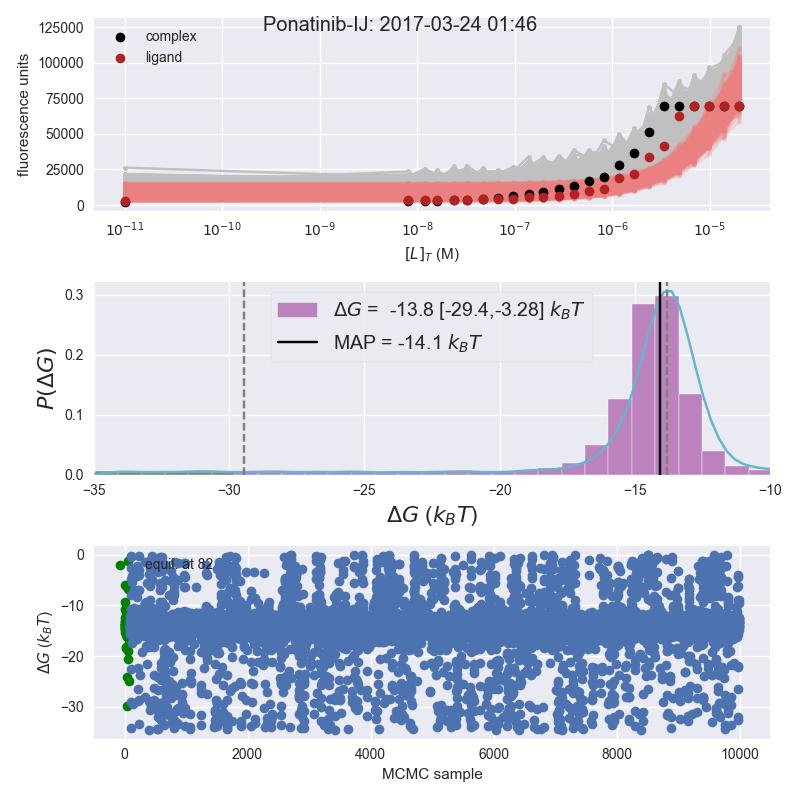 Ponatinib-IJ: 2017-03-24 01:46
125000
100000
75000
50000
25000
0
fluorescence units
complex
ligand
10⁻¹¹ 10⁻¹⁰ 10⁻⁹ 10⁻⁸ 10⁻⁷ 10⁻⁶ 10⁻⁵
[L]_T (M)
0.3
0.2
0.1
0.0
P(ΔG)
ΔG = -13.8 [-29.4,-3.28] k_BT
MAP = -14.1 k_BT
−35 −30 −25 −20 −15 −10
ΔG (k_BT)
0
−10
−20
−30
ΔG (k_BT)
equil. at 82
0 2000 4000 6000 8000 10000
MCMC sample